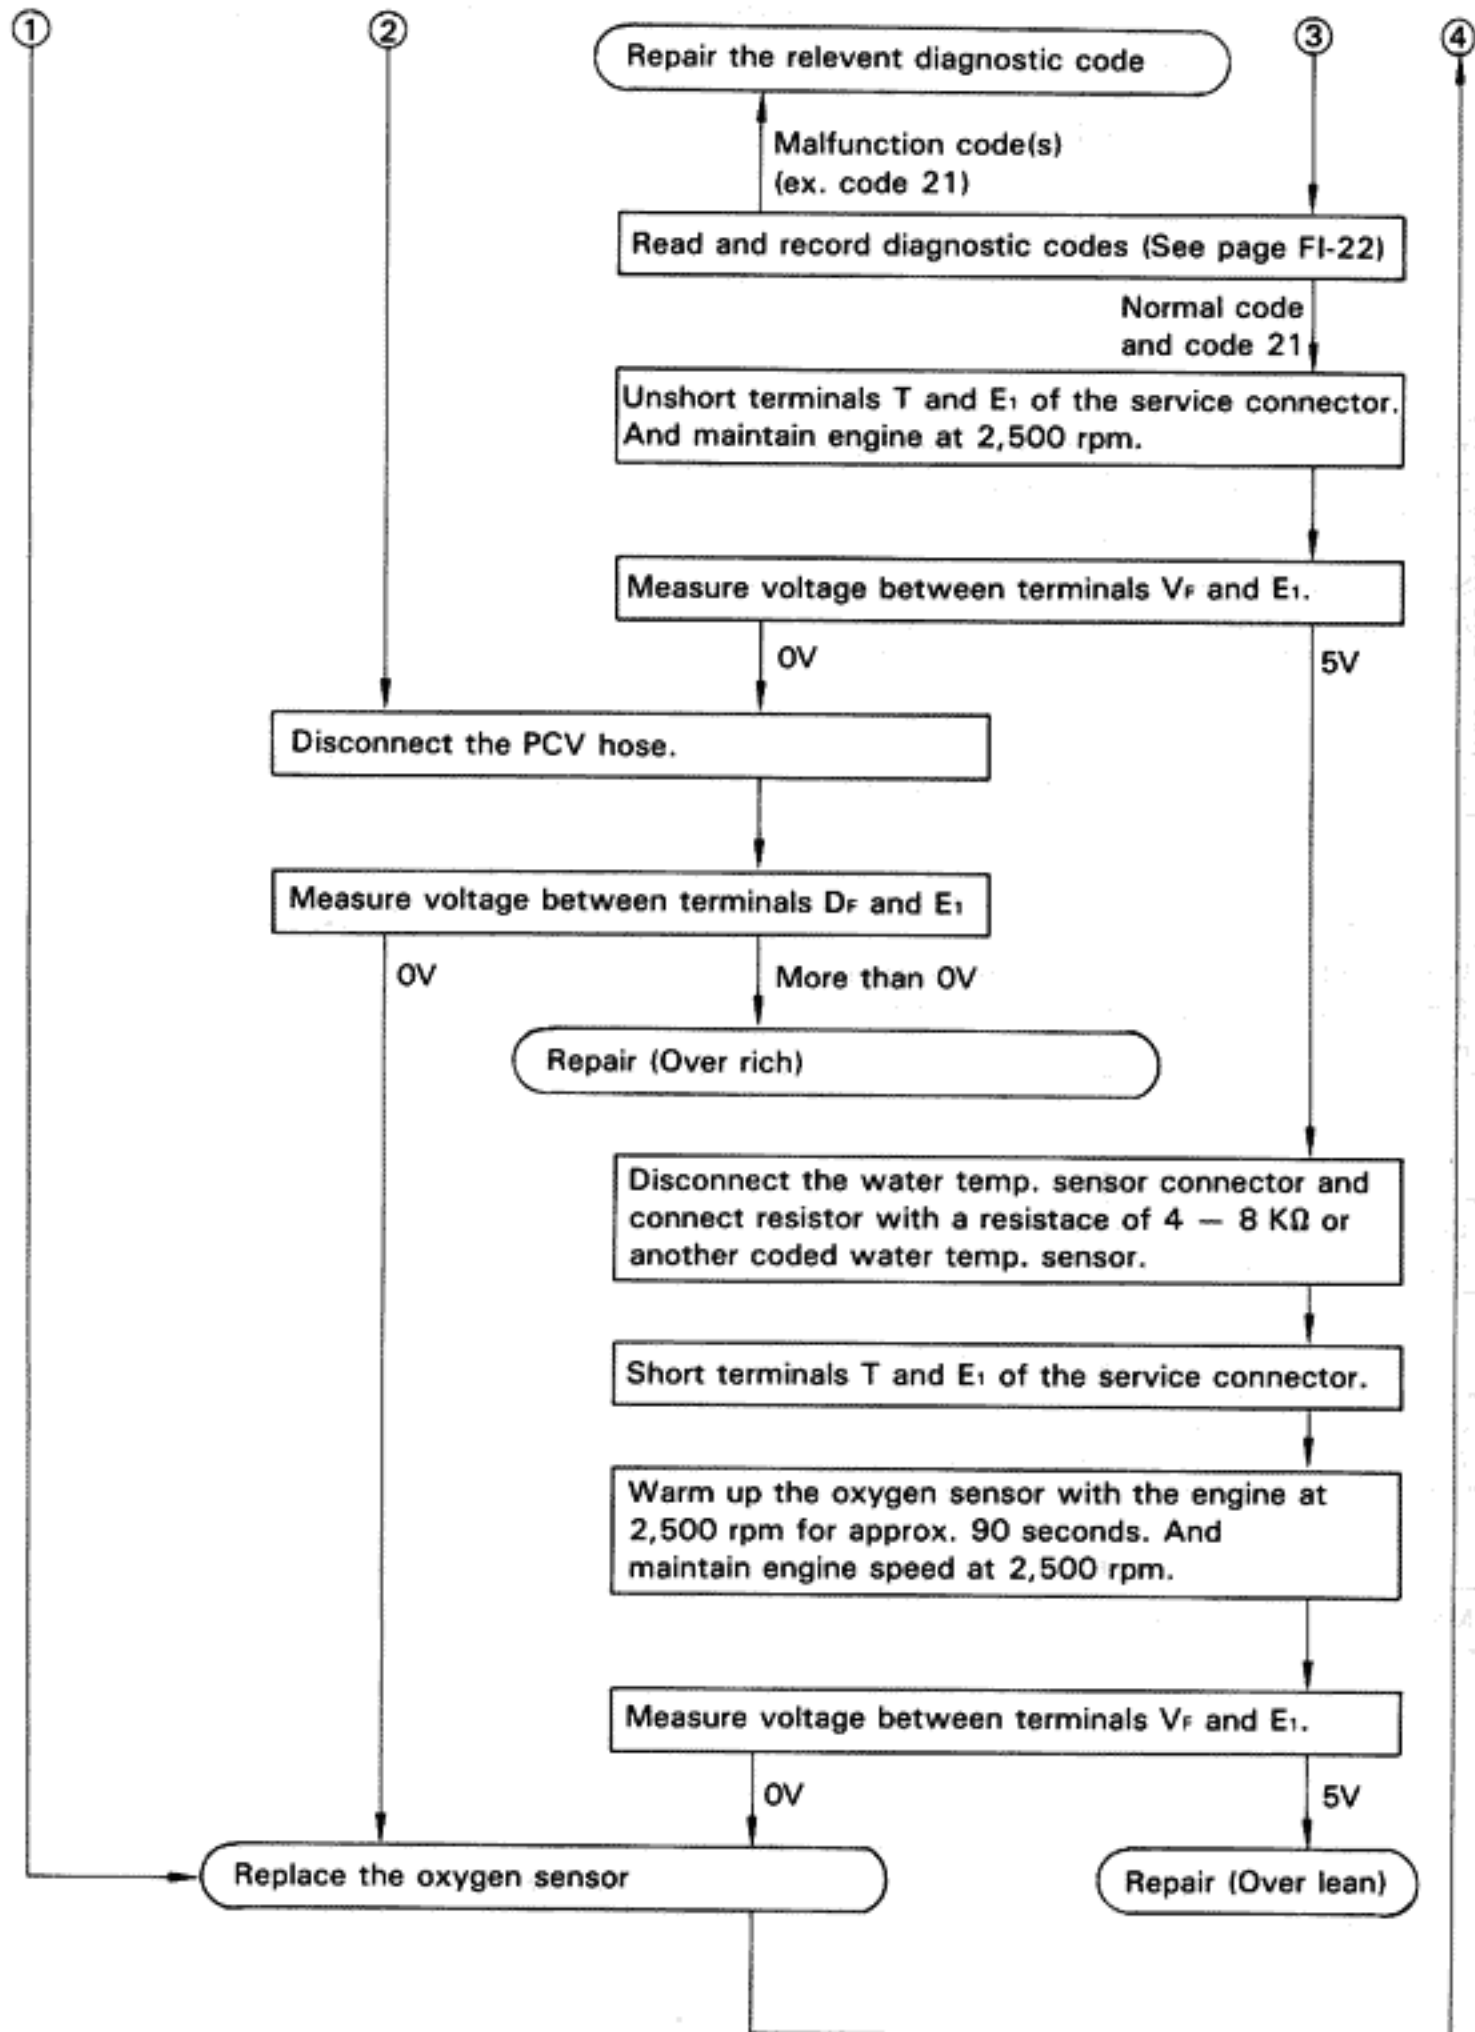 ① ② ③ ④
Repair the relevent diagnostic code
Malfunction code(s)
(ex. code 21)
Read and record diagnostic codes (See page FI-22)
Normal code
and code 21
Unshort terminals T and E₁ of the service connector.
And maintain engine at 2,500 rpm.
Measure voltage between terminals VF and E₁.
0V
5V
Disconnect the PCV hose.
Measure voltage between terminals DF and E₁
0V
More than 0V
Repair (Over rich)
Disconnect the water temp. sensor connector and
connect resistor with a resistace of 4 — 8 KΩ or
another coded water temp. sensor.
Short terminals T and E₁ of the service connector.
Warm up the oxygen sensor with the engine at
2,500 rpm for approx. 90 seconds. And
maintain engine speed at 2,500 rpm.
Measure voltage between terminals VF and E₁.
0V
5V
Replace the oxygen sensor
Repair (Over lean)